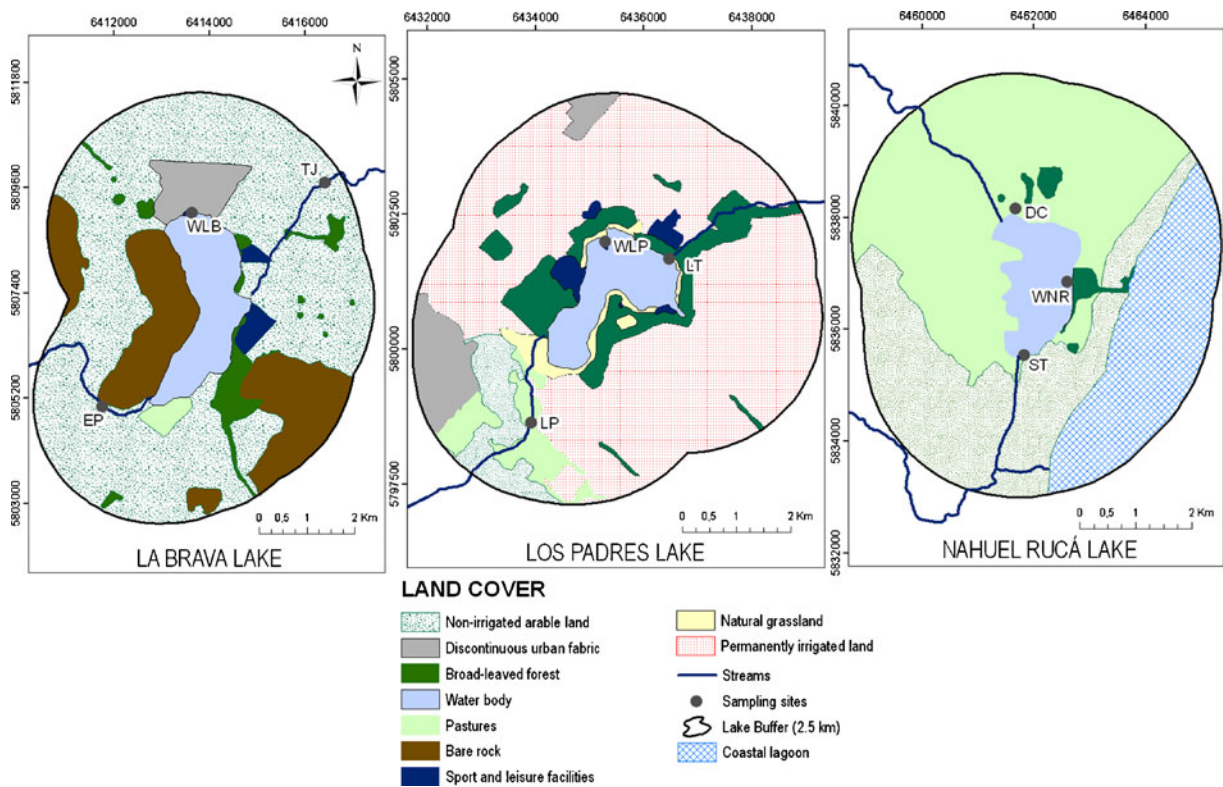 6412000 6414000 6416000
5811800
5809600
5807400
5805200
5803000
N
TJ
WLB
EP
0 0,5 1 2 Km
LA BRAVA LAKE
6432000 6434000 6436000 6438000
5805000
5802500
5800000
5797500
WLP
LT
LP
0 0,5 1 2 Km
LOS PADRES LAKE
6460000 6462000 6464000
5840000
5838000
5836000
5834000
5832000
DC
WNR
ST
0 0,5 1 2 Km
NAHUEL RUCÁ LAKE
LAND COVER
Non-irrigated arable land
Discontinuous urban fabric
Broad-leaved forest
Water body
Pastures
Bare rock
Sport and leisure facilities
Natural grassland
Permanently irrigated land
Streams
Sampling sites
Lake Buffer (2.5 km)
Coastal lagoon